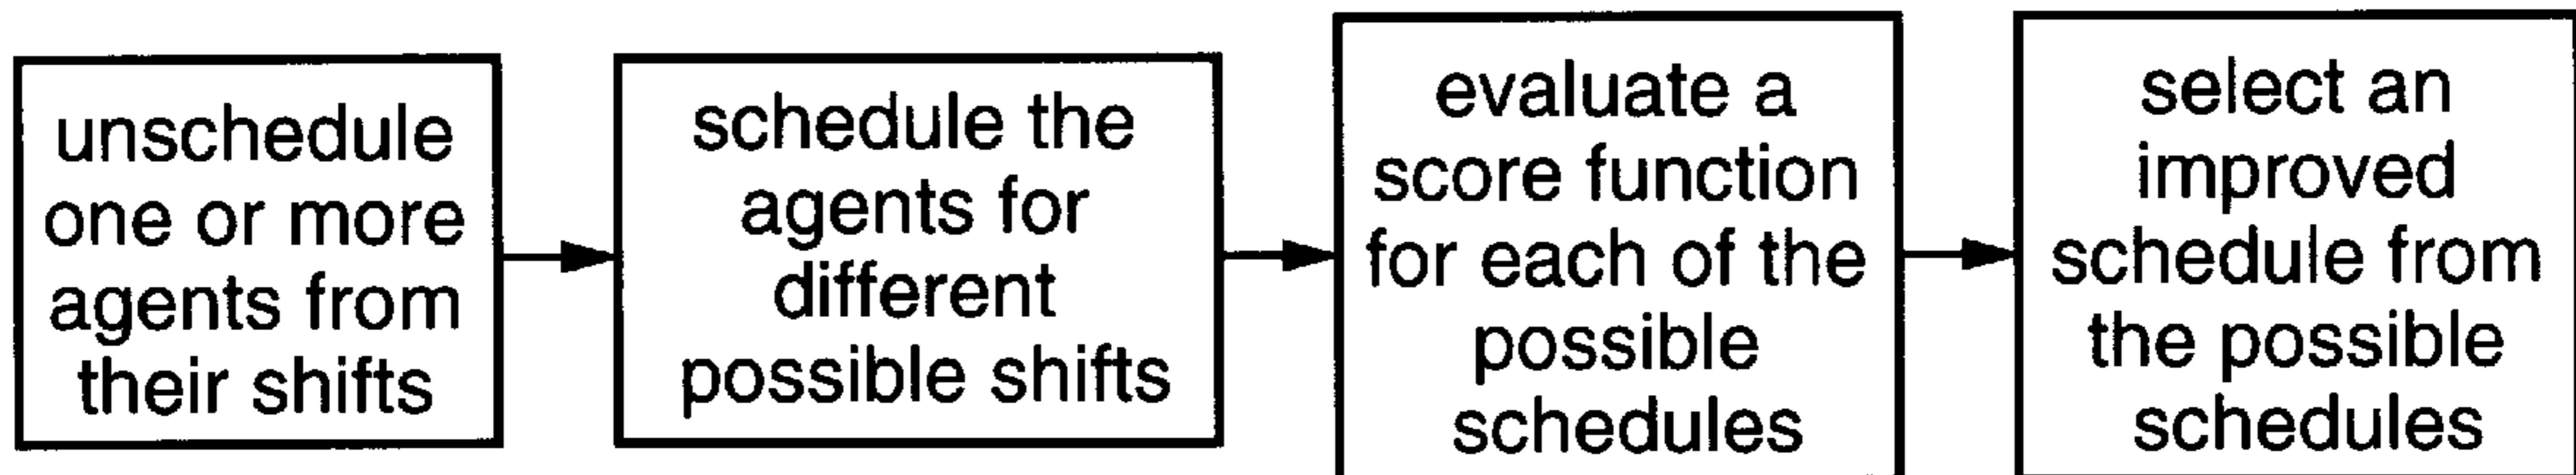 unschedule
one or more
agents from
their shifts
schedule the
agents for
different
possible shifts
evaluate a
score function
for each of the
possible
schedules
select an
improved
schedule from
the possible
schedules